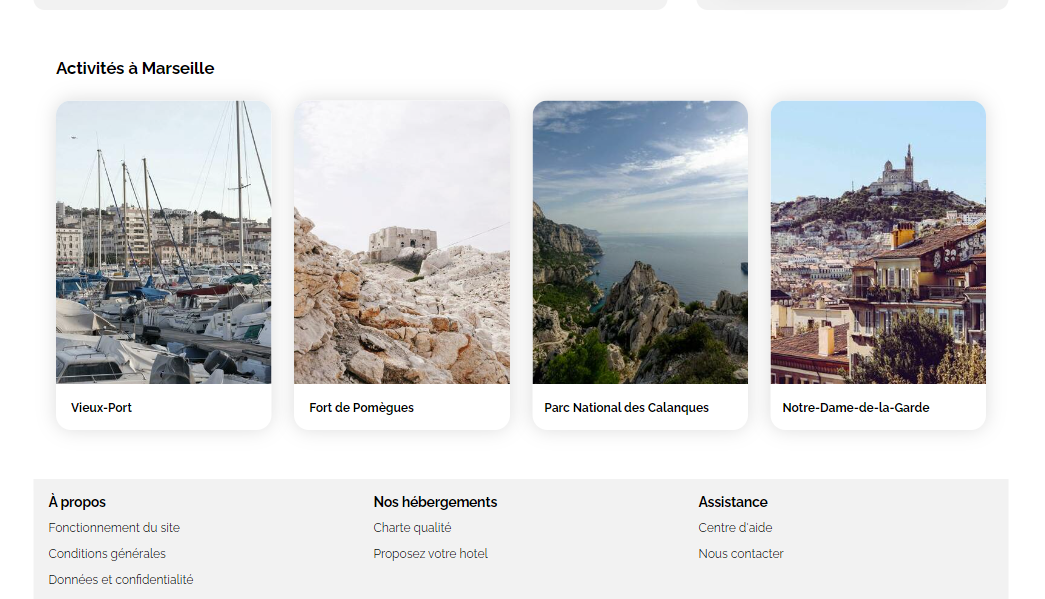 Activités à Marseille
Vieux-Port
Fort de Pomègues
Parc National des Calanques
Notre-Dame-de-la-Garde
À propos
Fonctionnement du site
Conditions générales
Données et confidentialité
Nos hébergements
Charte qualité
Proposez votre hotel
Assistance
Centre d'aide
Nous contacter